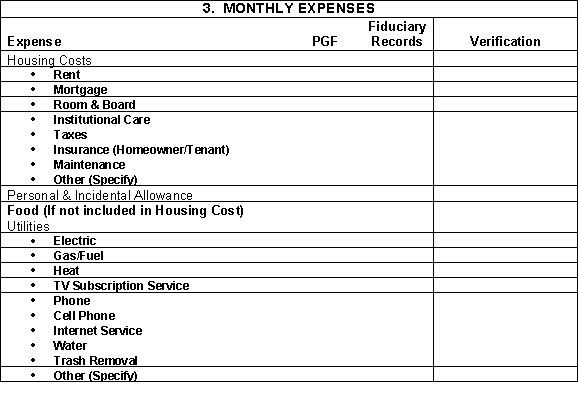 3. MONTHLY EXPENSES
Expense PGF Fiduciary Records Verification
Housing Costs
• Rent
• Mortgage
• Room & Board
• Institutional Care
• Taxes
• Insurance (Homeowner/Tenant)
• Maintenance
• Other (Specify)
Personal & Incidental Allowance
Food (If not included in Housing Cost)
Utilities
• Electric
• Gas/Fuel
• Heat
• TV Subscription Service
• Phone
• Cell Phone
• Internet Service
• Water
• Trash Removal
• Other (Specify)